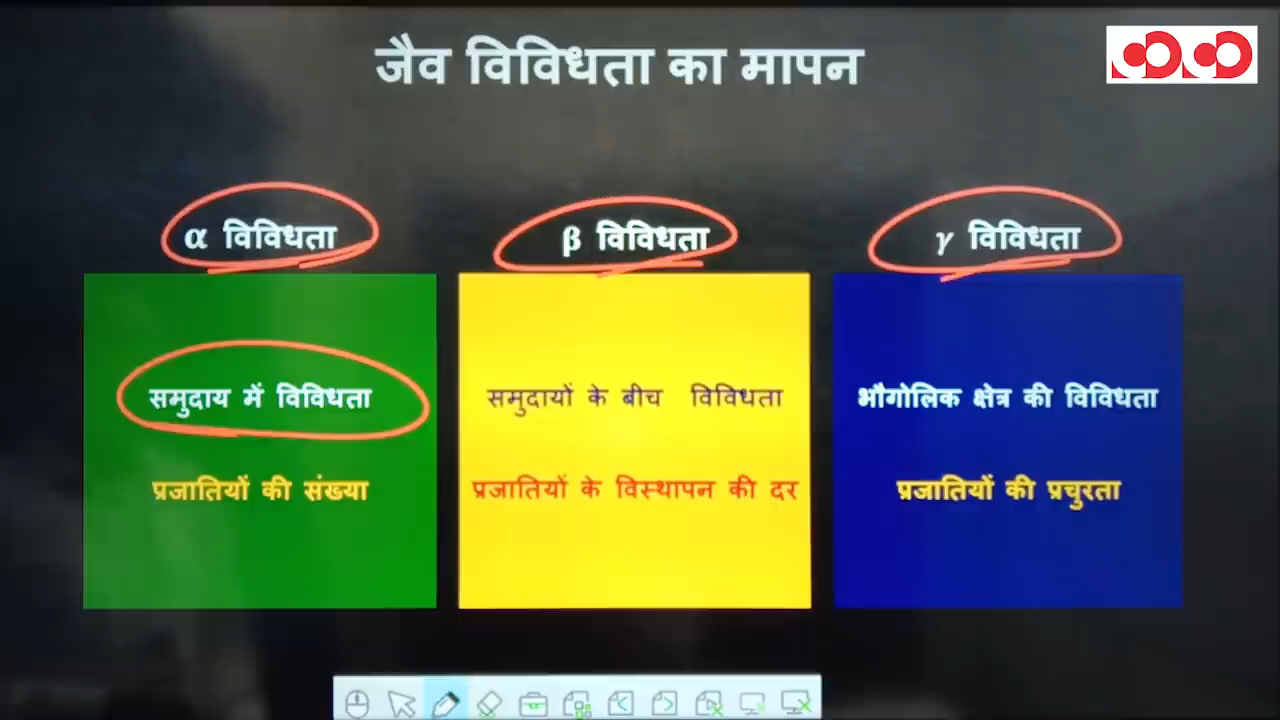 जैव विविधता का मापन
α विविधता
समुदाय में विविधता
प्रजातियों की संख्या
β विविधता
समुदायों के बीच विविधता
प्रजातियों के विस्थापन की दर
γ विविधता
भौगोलिक क्षेत्र की विविधता
प्रजातियों की प्रचुरता